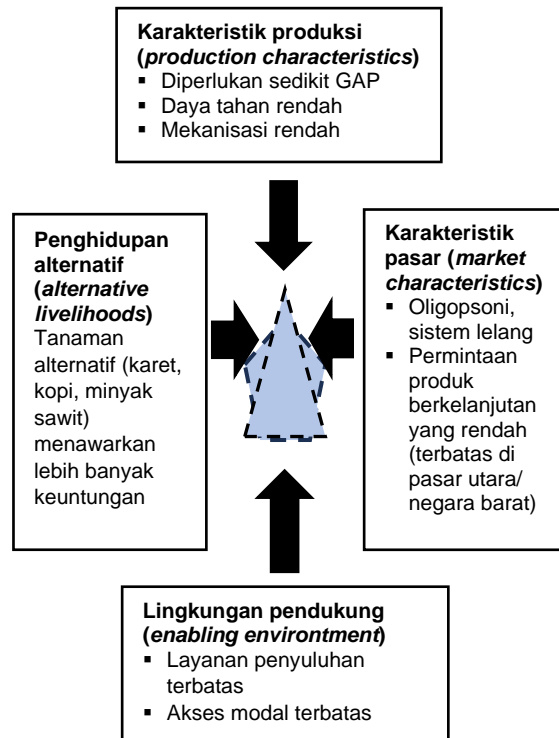 Karakteristik produksi
(production characteristics)
▪ Diperlukan sedikit GAP
▪ Daya tahan rendah
▪ Mekanisasi rendah
Penghidupan
alternatif
(alternative
livelihoods)
Tanaman
alternatif (karet,
kopi, minyak
sawit)
menawarkan
lebih banyak
keuntungan
Karakteristik
pasar (market
characteristics)
▪ Oligopsoni,
sistem lelang
▪ Permintaan
produk
berkelanjutan
yang rendah
(terbatas di
pasar utara/
negara barat)
Lingkungan pendukung
(enabling environtment)
▪ Layanan penyuluhan
terbatas
▪ Akses modal terbatas